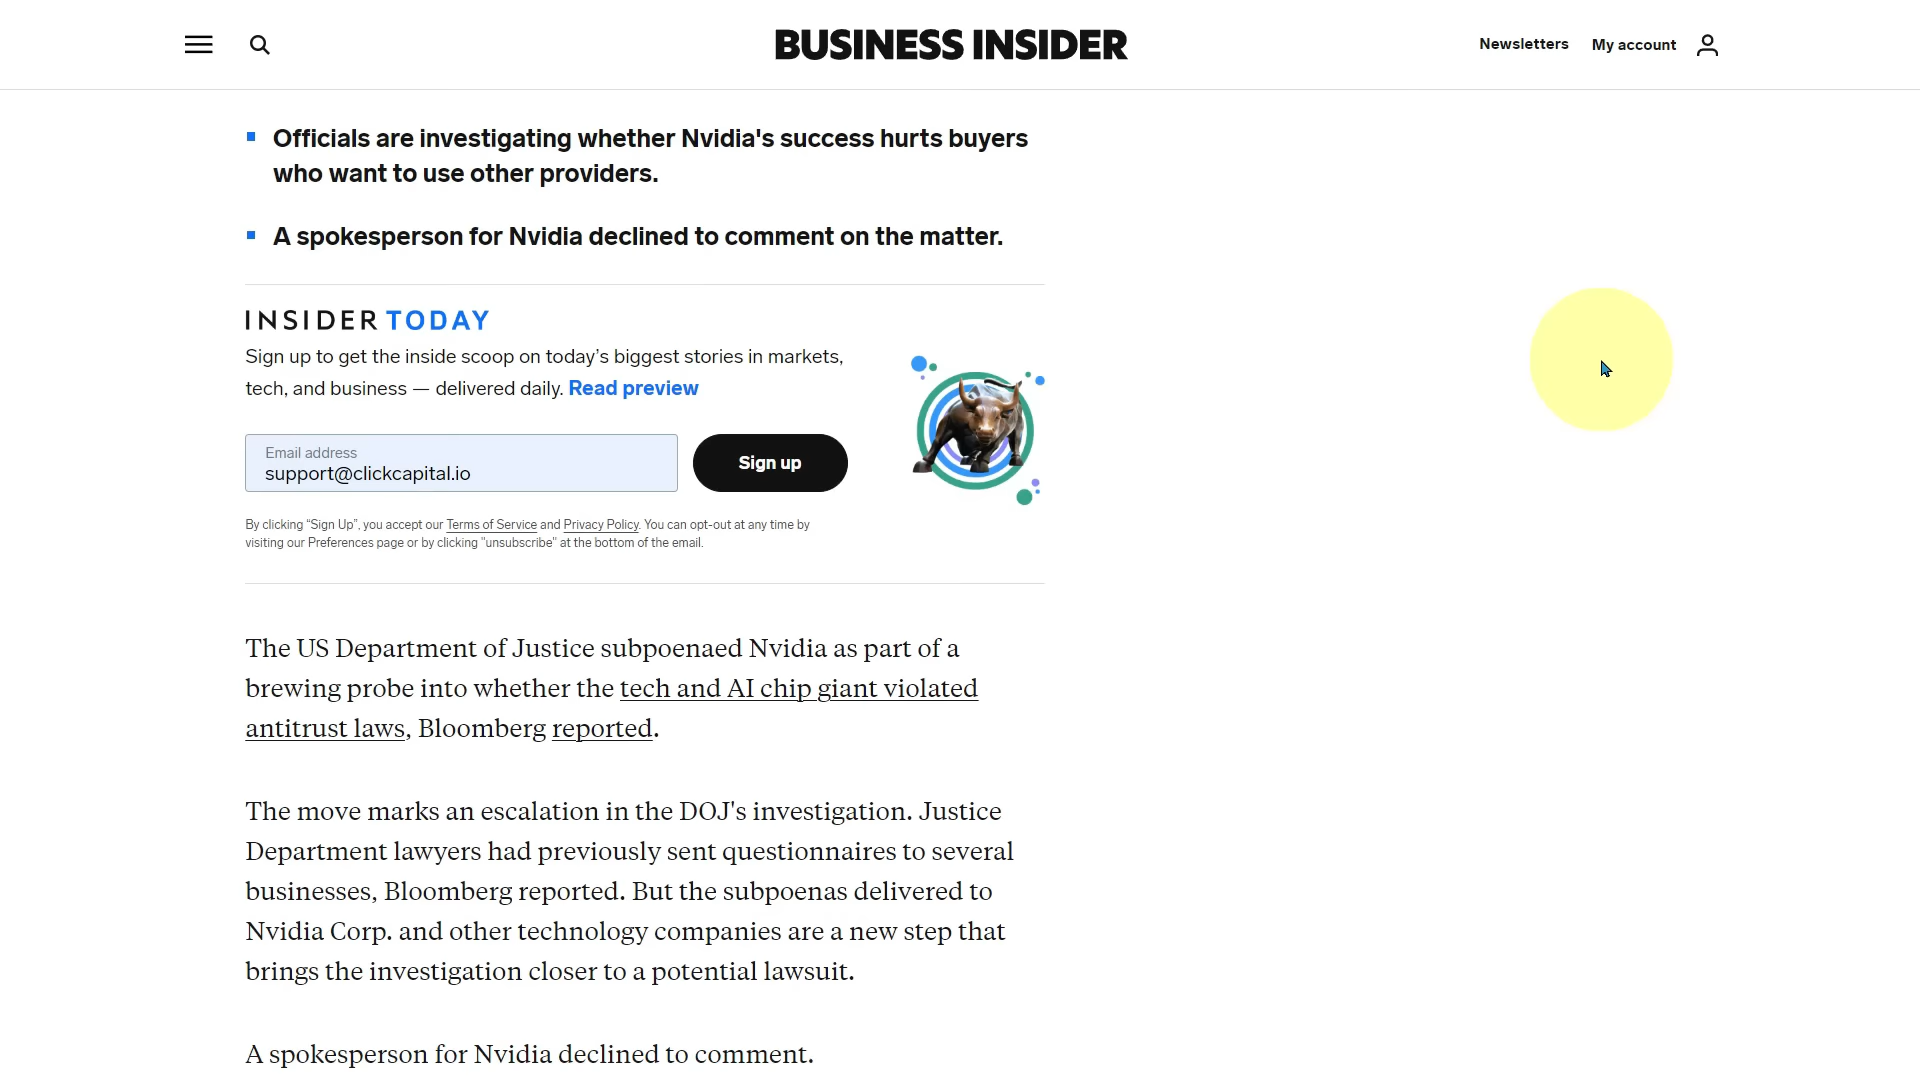 BUSINESS INSIDER
Newsletters
My account
Officials are investigating whether Nvidia's success hurts buyers
who want to use other providers.
A spokesperson for Nvidia declined to comment on the matter.
INSIDER TODAY
Sign up to get the inside scoop on today’s biggest stories in markets,
tech, and business — delivered daily. Read preview
Email address
support@clickcapital.io
Sign up
By clicking “Sign Up”, you accept our Terms of Service and Privacy Policy. You can opt-out at any time by
visiting our Preferences page or by clicking "unsubscribe" at the bottom of the email.
The US Department of Justice subpoenaed Nvidia as part of a
brewing probe into whether the tech and AI chip giant violated
antitrust laws, Bloomberg reported.
The move marks an escalation in the DOJ's investigation. Justice
Department lawyers had previously sent questionnaires to several
businesses, Bloomberg reported. But the subpoenas delivered to
Nvidia Corp. and other technology companies are a new step that
brings the investigation closer to a potential lawsuit.
A spokesperson for Nvidia declined to comment.